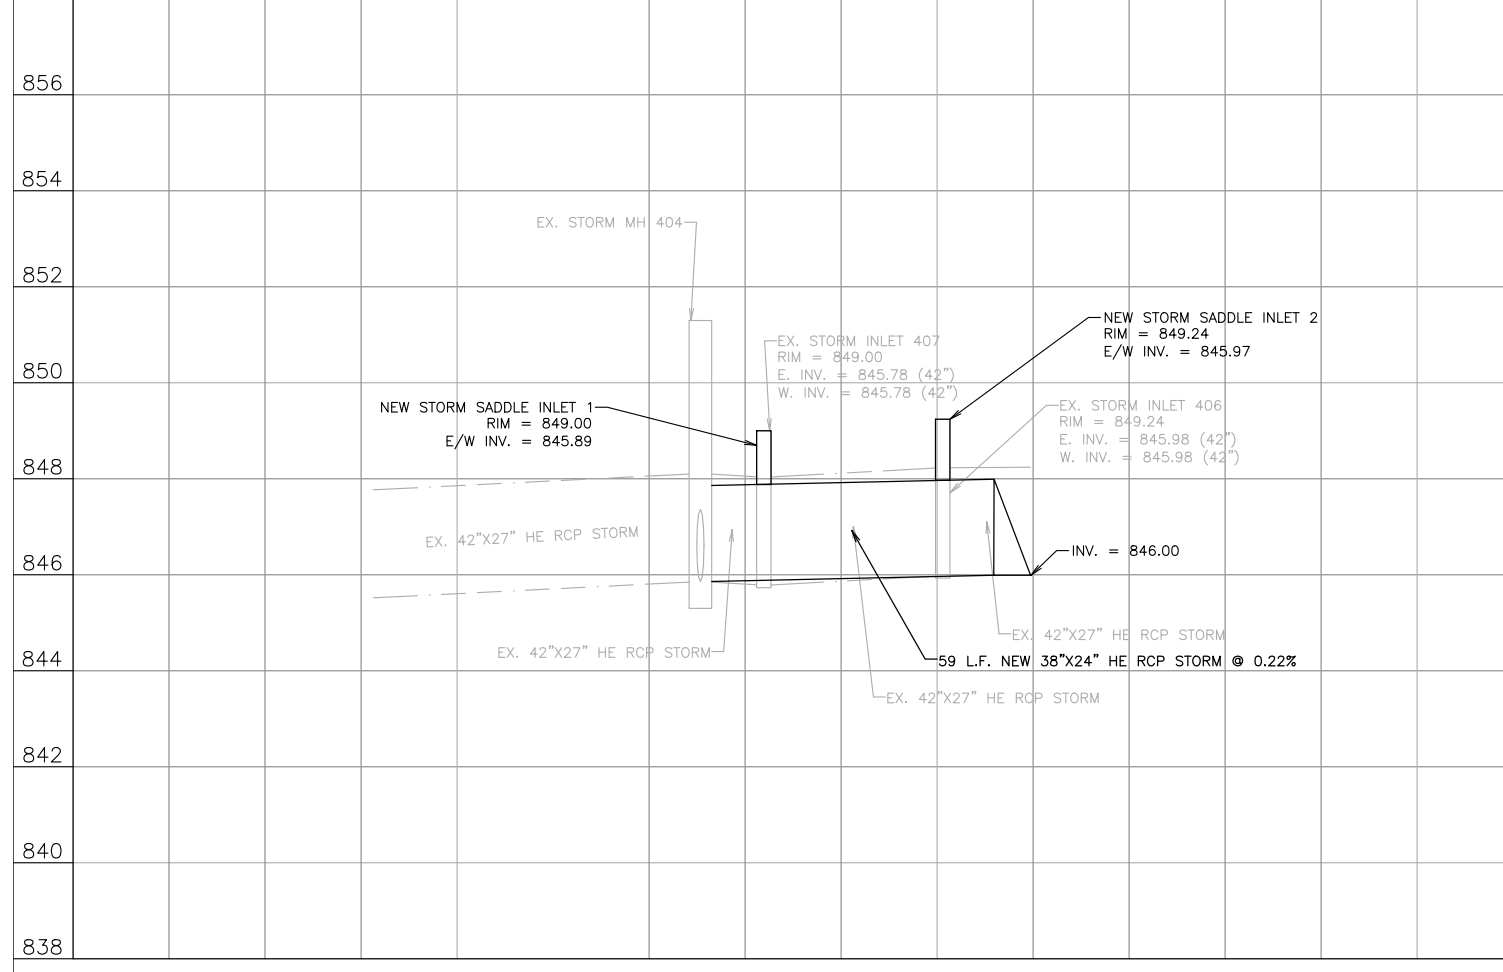 856
854
852
850
848
846
844
842
840
838
EX. STORM MH 404
NEW STORM SADDLE INLET 2
RIM = 849.24
E/W INV. = 845.97
EX. STORM INLET 407
RIM = 849.00
E. INV. = 845.78 (42")
W. INV. = 845.78 (42")
NEW STORM SADDLE INLET 1
RIM = 849.00
E/W INV. = 845.89
EX. STORM INLET 406
RIM = 849.24
E. INV. = 845.98 (42")
W. INV. = 845.98 (42")
EX. 42"X27" HE RCP STORM
INV. = 846.00
EX. 42"X27" HE RCP STORM
EX. 42"X27" HE RCP STORM
59 L.F. NEW 38"X24" HE RCP STORM @ 0.22%
EX. 42"X27" HE RCP STORM